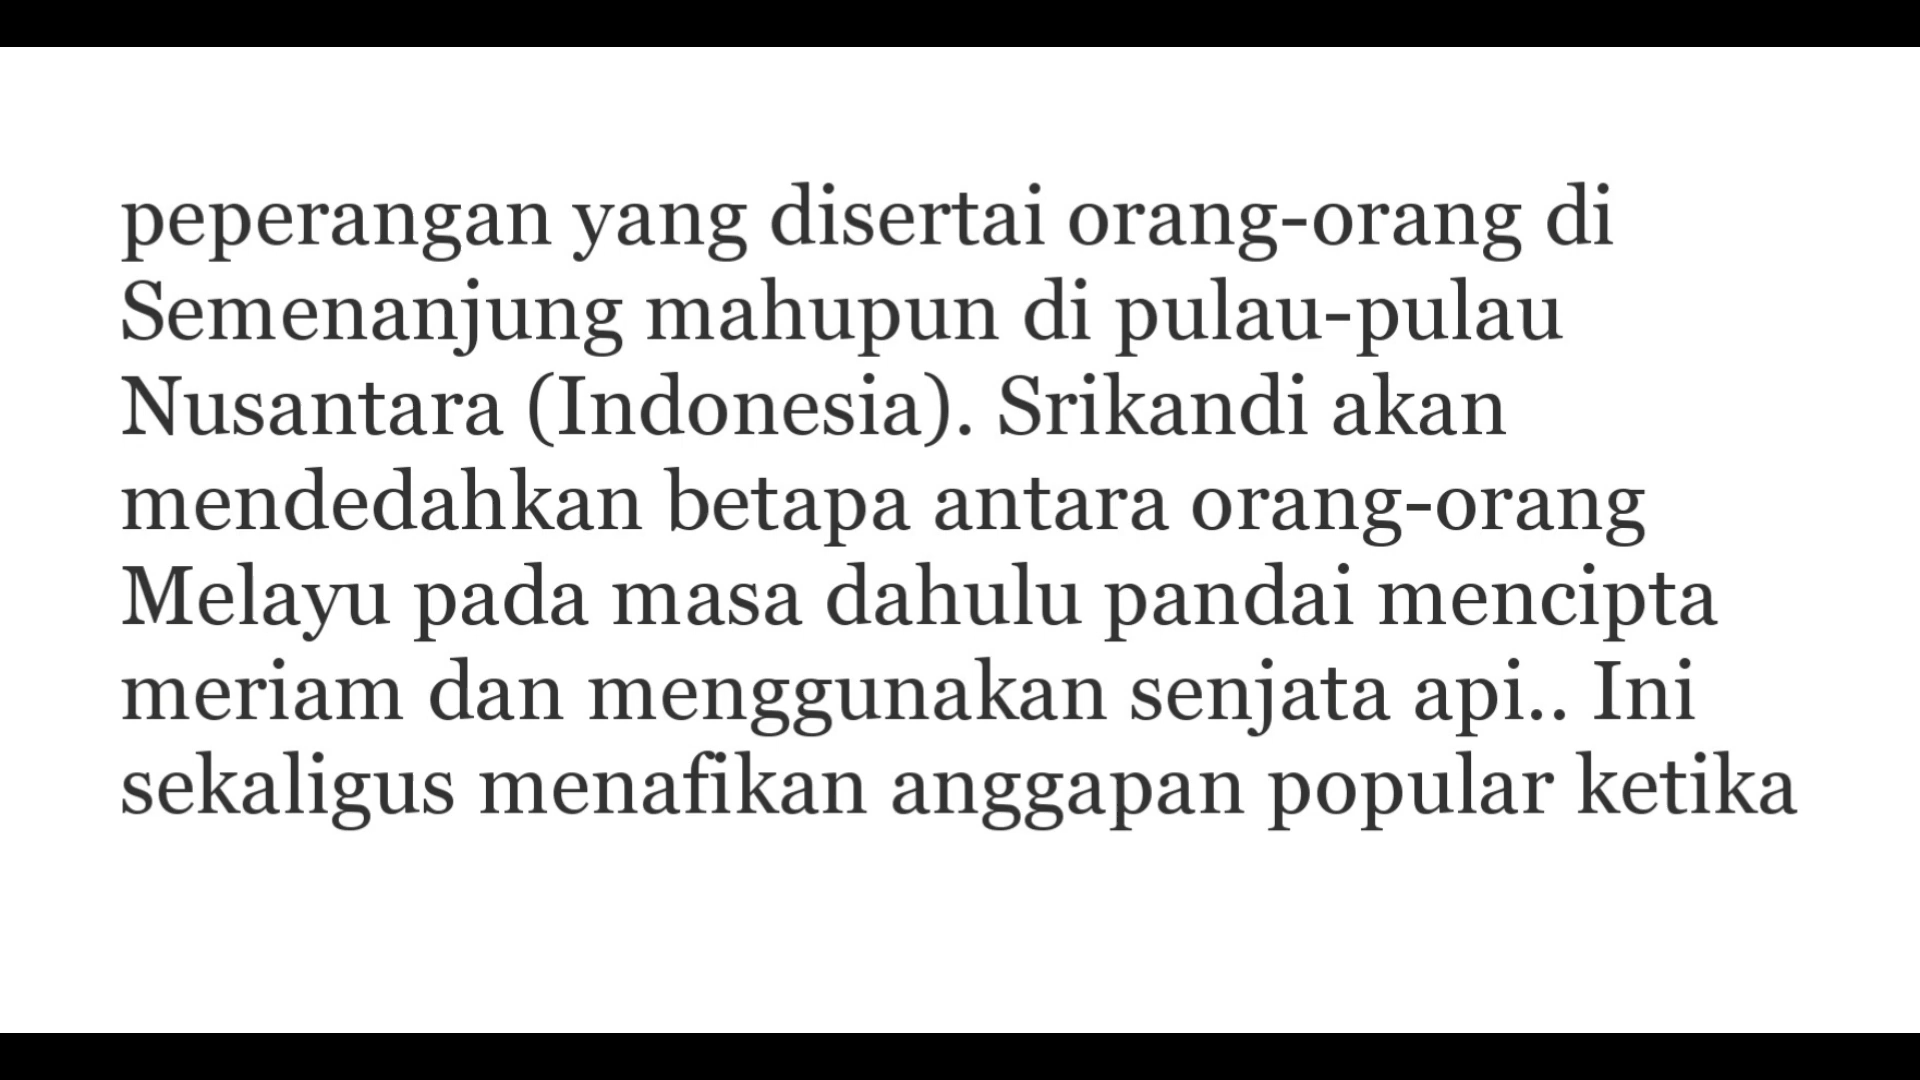 peperangan yang disertai orang-orang di
Semenanjung mahupun di pulau-pulau
Nusantara (Indonesia). Srikandi akan
mendedahkan betapa antara orang-orang
Melayu pada masa dahulu pandai mencipta
meriam dan menggunakan senjata api.. Ini
sekaligus menafikan anggapan popular ketika